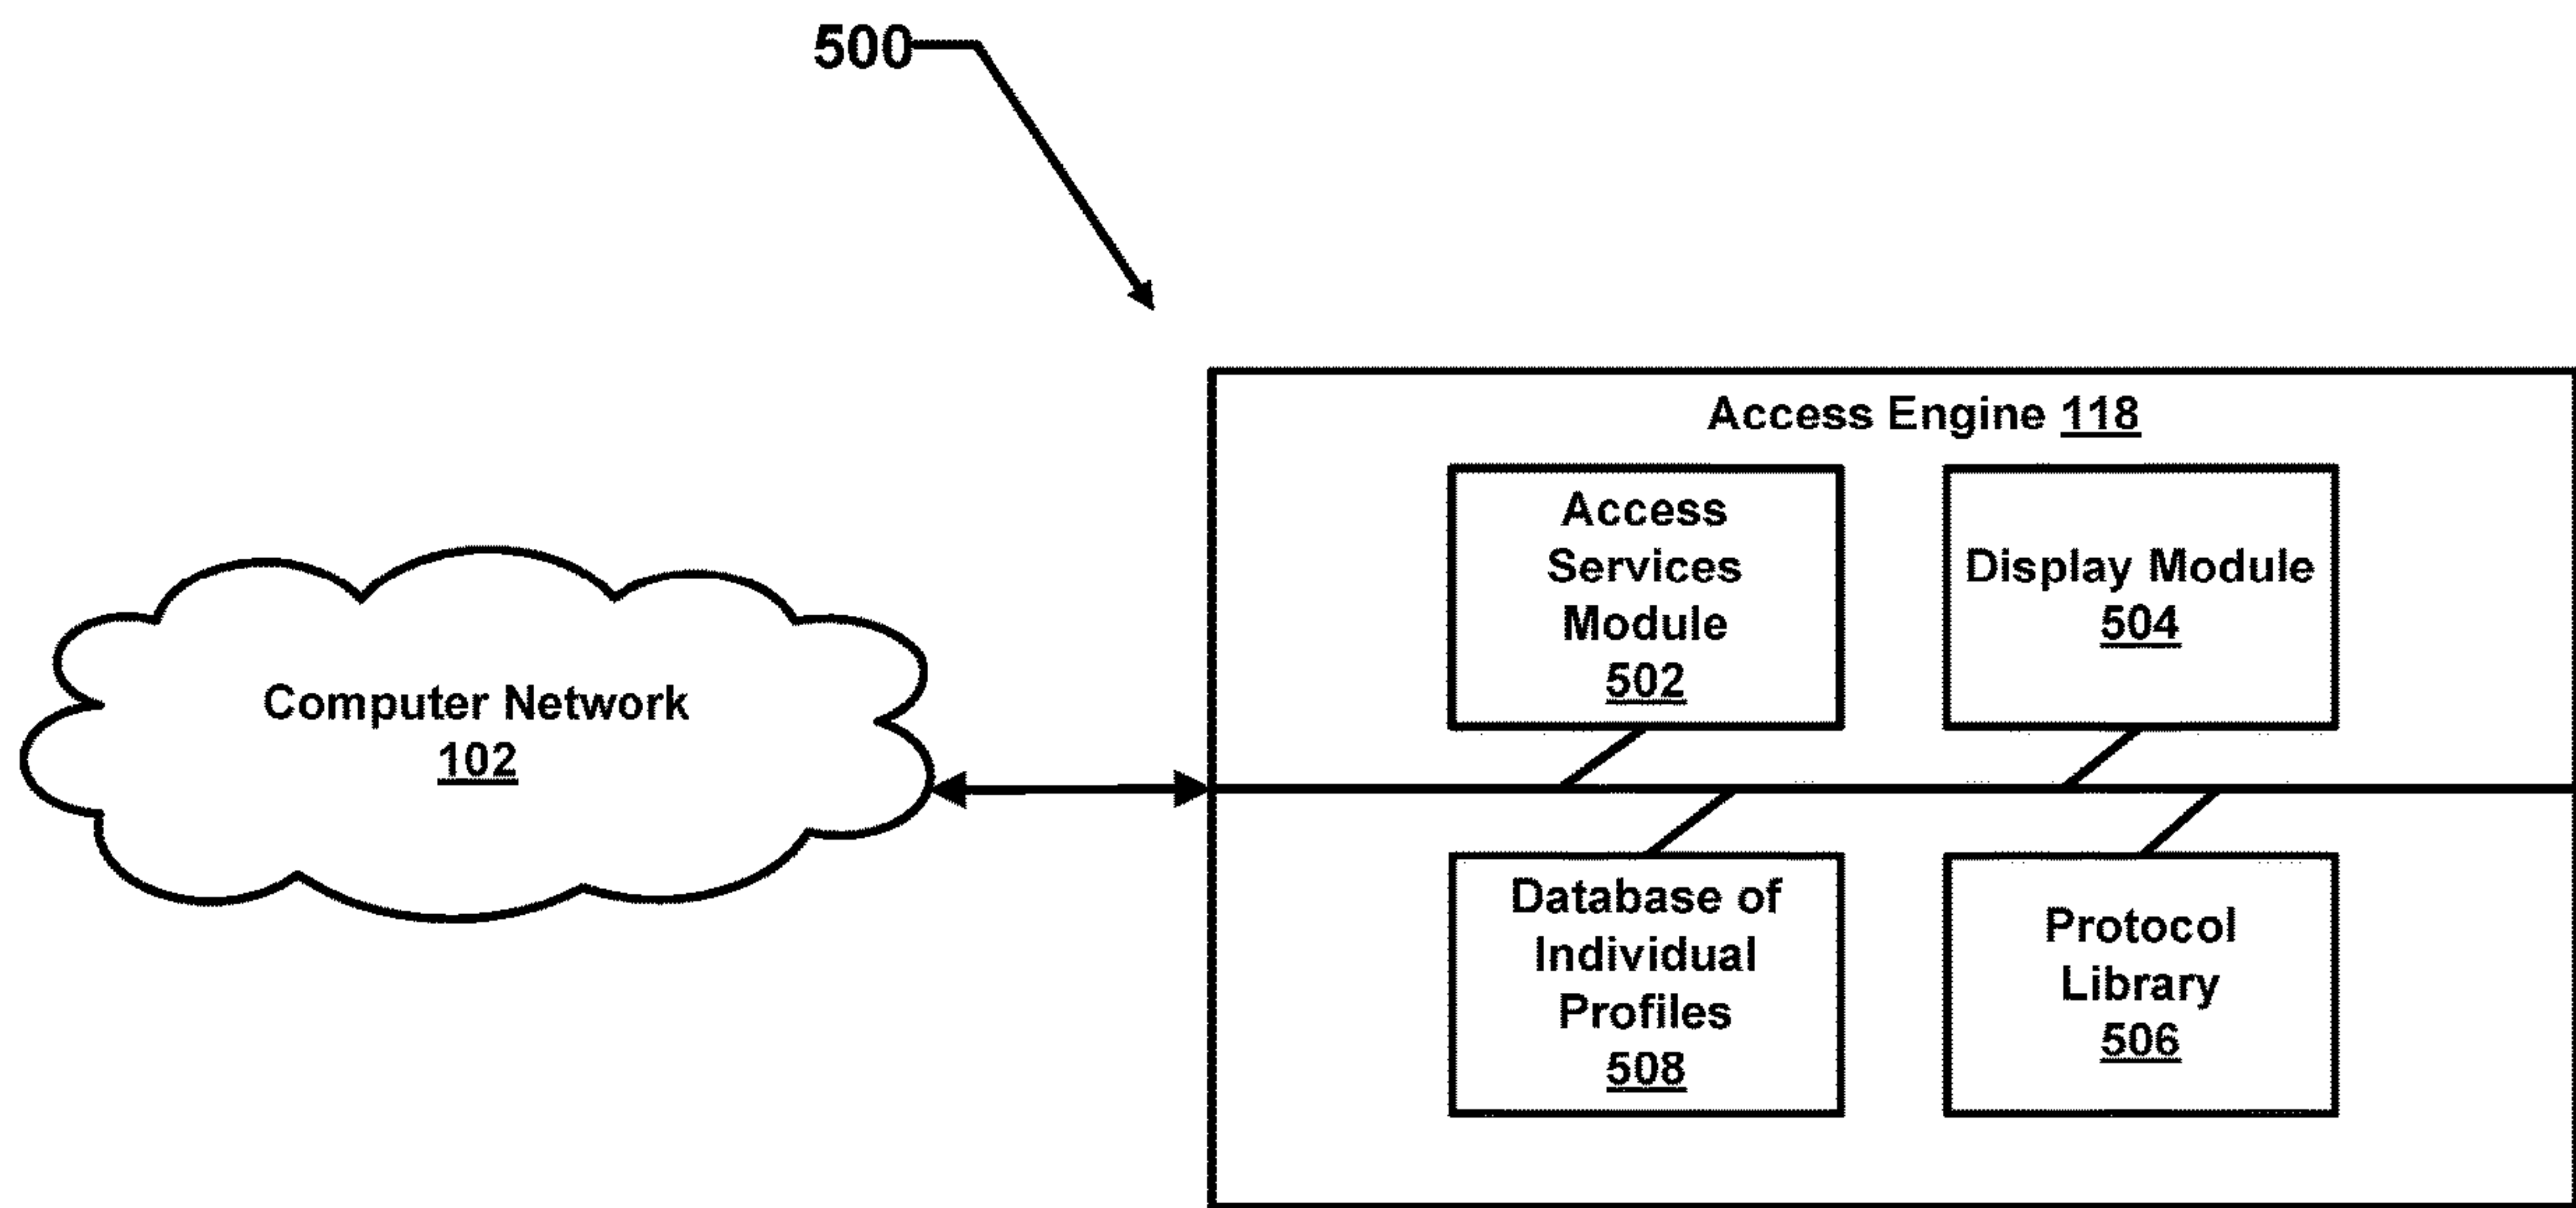 500
Access Engine 118
Access
Services
Module
502
Display Module
504
Computer Network
102
Database of
Individual
Profiles
508
Protocol
Library
506